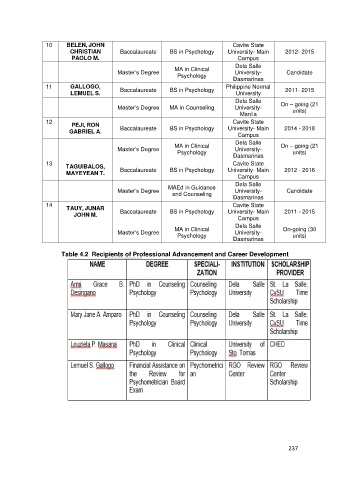 10 BELEN, JOHN CHRISTIAN PAOLO M. Baccalaureate BS in Psychology Cavite State University- Main Campus 2012- 2015
Master's Degree MA in Clinical Psychology Dela Salle University- Dasmarinas Candidate
11 GALLOGO, LEMUEL S. Baccalaureate BS in Psychology Philippine Normal University 2011- 2015
Master's Degree MA in Counseling Dela Salle University- Manila On – going (21 units)
12 PEJI, RON GABRIEL A. Baccalaureate BS in Psychology Cavite State University- Main Campus 2014 - 2018
Master's Degree MA in Clinical Psychology Dela Salle University- Dasmarinas On – going (21 units)
13 TAGUIBALOS, MAYEYEAN T. Baccalaureate BS in Psychology Cavite State University- Main Campus 2012 - 2016
Master's Degree MAEd in Guidance and Counseling Dela Salle University- Dasmarinas Candidate
14 TAUY, JUNAR JOHN M. Baccalaureate BS in Psychology Cavite State University- Main Campus 2011 - 2015
Master's Degree MA in Clinical Psychology Dela Salle University- Dasmarinas On-going (30 units)
Table 4.2 Recipients of Professional Advancement and Career Development
NAME DEGREE SPECIALI-ZATION INSTITUTION SCHOLARSHIP PROVIDER
Armi Grace B. Desingano PhD in Counseling Psychology Counseling Psychology Dela Salle University St. La Salle, CvSU Time Scholarship
Mary Jane A. Amparo PhD in Counseling Psychology Counseling Psychology Dela Salle University St. La Salle, CvSU Time Scholarship
Louziela P. Masana PhD in Clinical Psychology Clinical Psychology University of Sto. Tomas CHED
Lemuel S. Gallogo Financial Assistance on the Review for Psychometrician Board Exam Psychometrician RGO Review Center RGO Review Center Scholarship
237